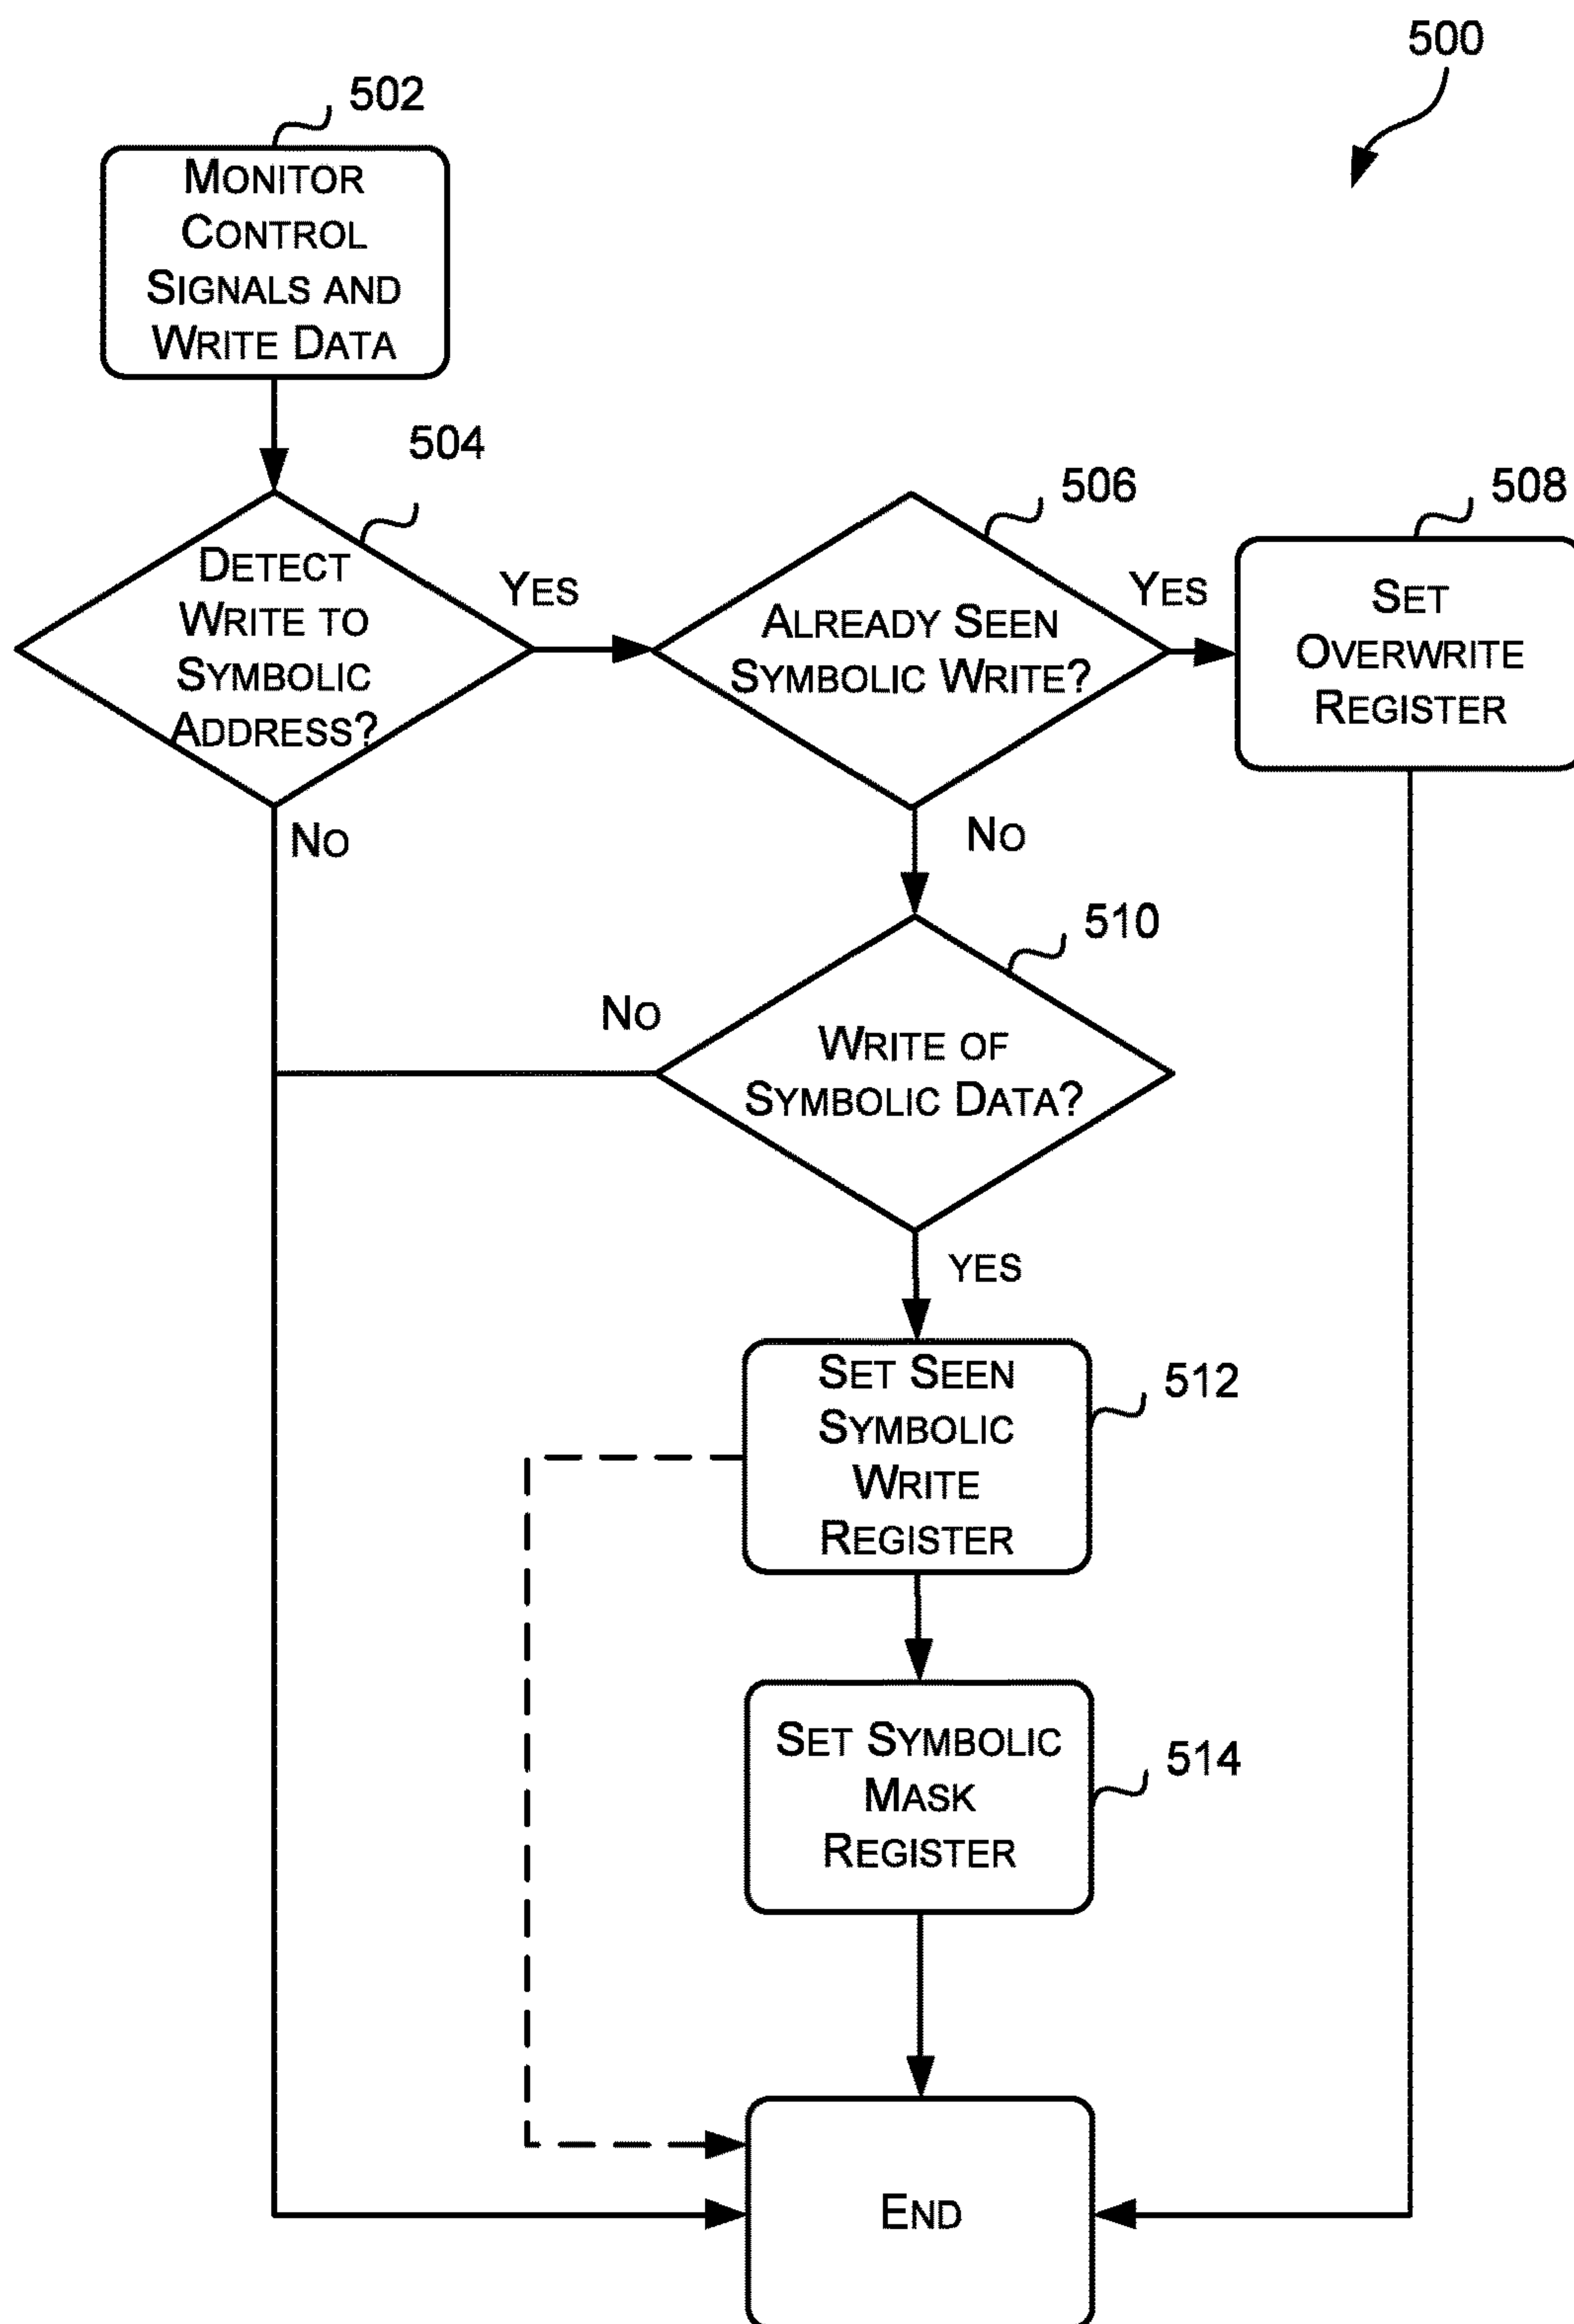 500
502
MONITOR
CONTROL
SIGNALS AND
WRITE DATA
504
DETECT
WRITE TO
SYMBOLIC
ADDRESS?
YES
NO
506
ALREADY SEEN
SYMBOLIC WRITE?
YES
NO
508
SET
OVERWRITE
REGISTER
510
WRITE OF
SYMBOLIC DATA?
NO
YES
512
SET SEEN
SYMBOLIC
WRITE
REGISTER
514
SET SYMBOLIC
MASK
REGISTER
END